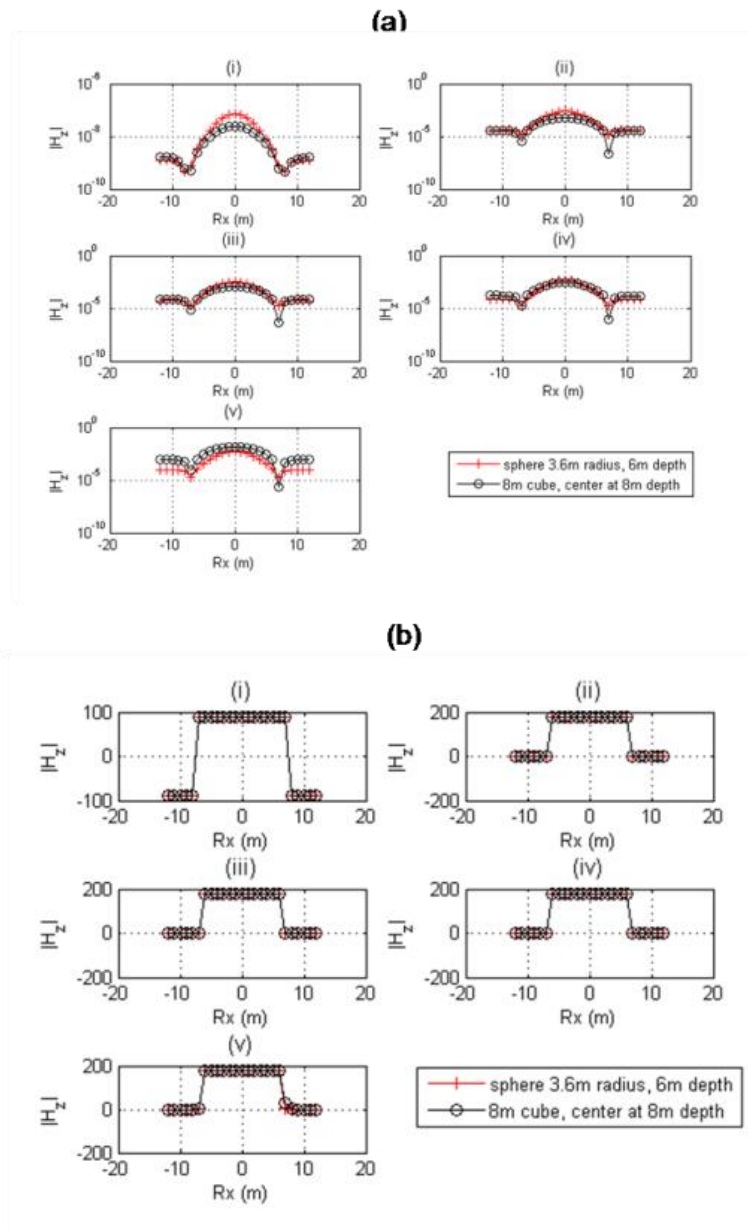 (a)
(i)
10^-6
10^-8
10^-10
|H_z|
-20 -10 0 10 20
Rx (m)
(ii)
10^0
10^-5
10^-10
|H_z|
-20 -10 0 10 20
Rx (m)
(iii)
10^0
10^-5
10^-10
|H_z|
-20 -10 0 10 20
Rx (m)
(iv)
10^0
10^-5
10^-10
|H_z|
-20 -10 0 10 20
Rx (m)
(v)
10^0
10^-5
10^-10
|H_z|
-20 -10 0 10 20
Rx (m)
sphere 3.6m radius, 6m depth
8m cube, center at 8m depth
(b)
(i)
100
0
-100
|H_z|
-20 -10 0 10 20
Rx (m)
(ii)
200
0
-200
|H_z|
-20 -10 0 10 20
Rx (m)
(iii)
200
0
-200
|H_z|
-20 -10 0 10 20
Rx (m)
(iv)
200
0
-200
|H_z|
-20 -10 0 10 20
Rx (m)
(v)
200
0
-200
|H_z|
-20 -10 0 10 20
Rx (m)
sphere 3.6m radius, 6m depth
8m cube, center at 8m depth